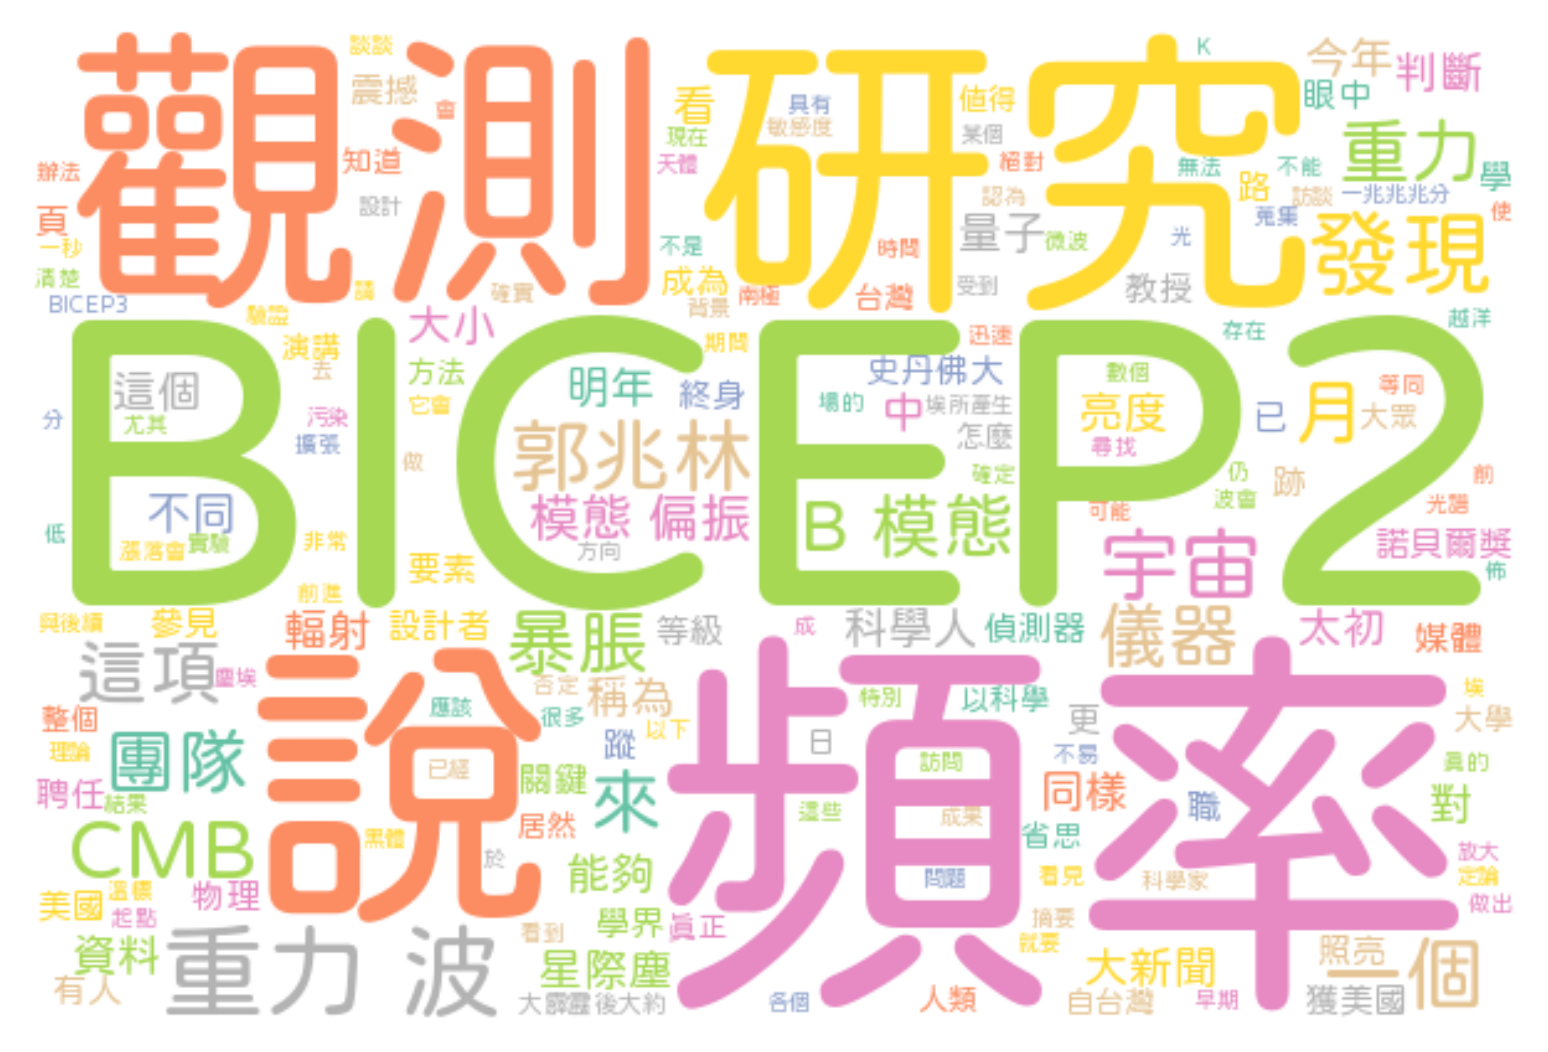 談談
K
今年
判斷
觀測
研究
震撼
會
看
具有
值得
眼中
現在
敏感度
某個
重力
辦法
知道
天體
絕對
無法
不能
學
頁
設計
認為
路
訪談
一兆兆兆分
使
一秒
不是
時間
量子
微波
光
蒐集
發現
清楚
請
確實
成為
南極
台灣
受到
教授
BICEP3
驗證
大小
背景
迅速
存在
越洋
BICEP2
演講
去
期間
史丹佛大
數個
等同
這個
尤其
方法
它會
明年
終身
場的
中
埃所產生
亮度
已
月
大眾
分
污染
擴張
做
郭兆林
怎麼
尋找
確定
仍
波會
跡
前
不同
模態 偏振
B 模態
可能
光譜
低
漲落會
實驗
非常
方向
宇宙
諾貝爾獎
佈
要素
前進
與後續
參見
輻射
設計者
暴脹
等級
成
科學人
偵測器
儀器
太初
媒體
這項
塵埃
說
否定
稱為
頻率
特別
以科學
更
埃
大學
整個
應該
很多
以下
理論
團隊
已經
蹤
日
訪問
不易
真的
聘任
結果
關鍵
來
這些
成果
同樣
職
對
CMB
黑體
居然
省思
放大
於
能夠
問題
看見
科學家
定論
美國
溫標
起點
物理
學界
真正
摘要
做出
資料
重力 波
看到
星際塵
就要
大新聞
照亮
一個
有人
大霹靂後大約
各個
人類
自台灣
早期
獲美國